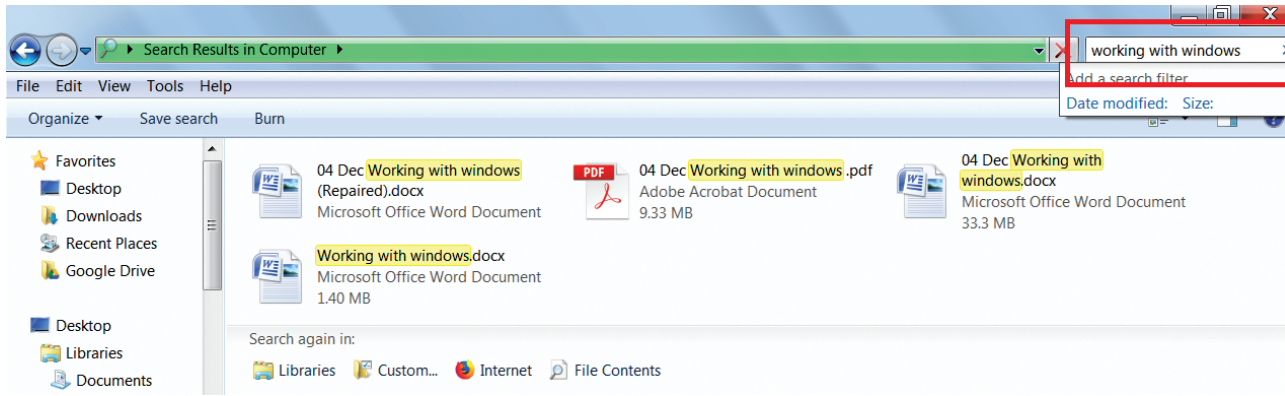 Search Results in Computer
working with windows
Add a search filter
File Edit View Tools Help
Date modified: Size:
Organize Save search Burn
Favorites
Desktop
Downloads
Recent Places
Google Drive
Desktop
Libraries
Documents
04 Dec Working with windows
(Repaired).docx
Microsoft Office Word Document
04 Dec Working with windows .pdf
Adobe Acrobat Document
9.33 MB
04 Dec Working with
windows.docx
Microsoft Office Word Document
33.3 MB
Working with windows.docx
Microsoft Office Word Document
1.40 MB
Search again in:
Libraries Custom... Internet File Contents